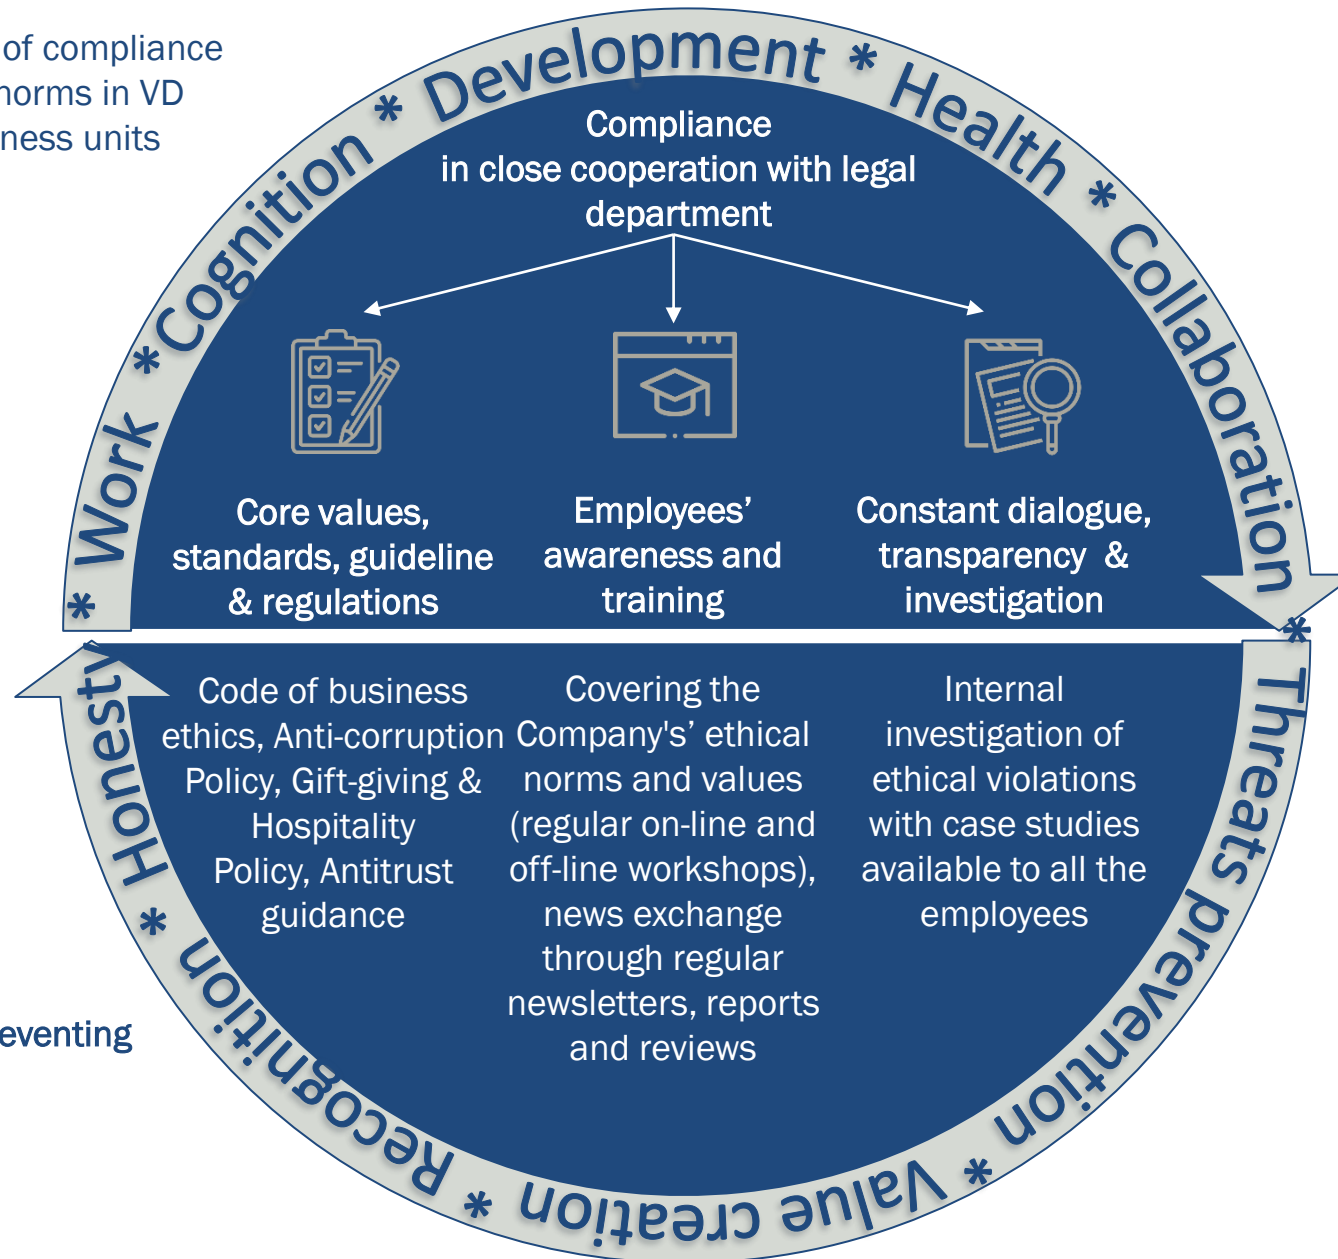 of compliance
norms in VD
ness units
* Work * Cognition * Development * Health * Collaboration * Threats prevention * Value creation * Recognition * Honesty
Compliance
in close cooperation with legal
department
Core values,
standards, guideline
& regulations
Employees’
awareness and
training
Constant dialogue,
transparency &
investigation
Code of business
ethics, Anti-corruption
Policy, Gift-giving &
Hospitality
Policy, Antitrust
guidance
Covering the
Company's’ ethical
norms and values
(regular on-line and
off-line workshops),
news exchange
through regular
newsletters, reports
and reviews
Internal
investigation of
ethical violations
with case studies
available to all the
employees
eventing